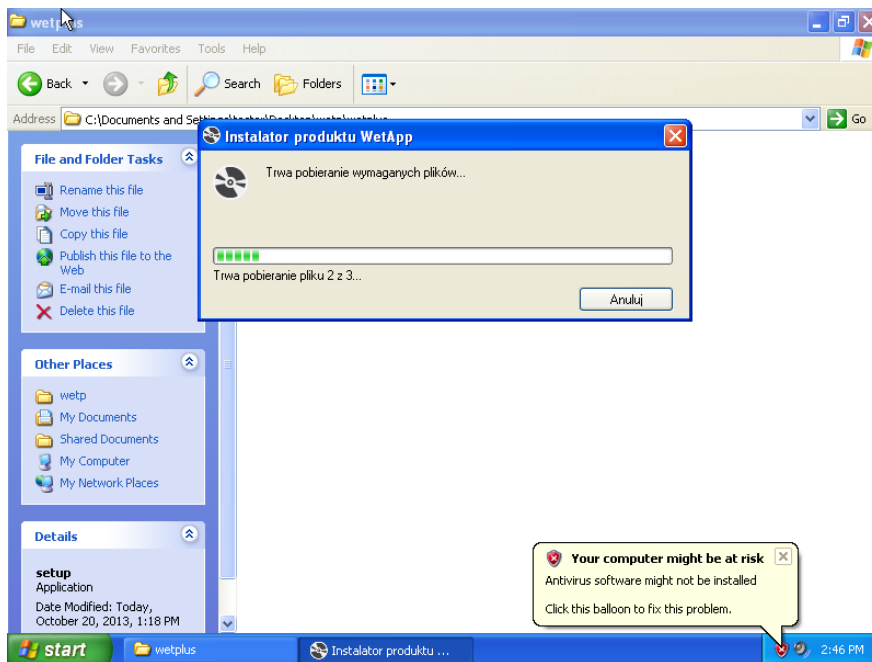 wetplus
File Edit View Favorites Tools Help
Back Search Folders
Address C:\Documents and Settings\ Go
Instalator produktu WetApp
Trwa pobieranie wymaganych plików...
Trwa pobieranie pliku 2 z 3...
Anuluj
File and Folder Tasks
Rename this file
Move this file
Copy this file
Publish this file to the
Web
E-mail this file
Delete this file
Other Places
wetp
My Documents
Shared Documents
My Computer
My Network Places
Details
setup
Application
Date Modified: Today,
October 20, 2013, 1:18 PM
Your computer might be at risk
Antivirus software might not be installed
Click this balloon to fix this problem.
start wetplus Instalator produktu ... 2:46 PM